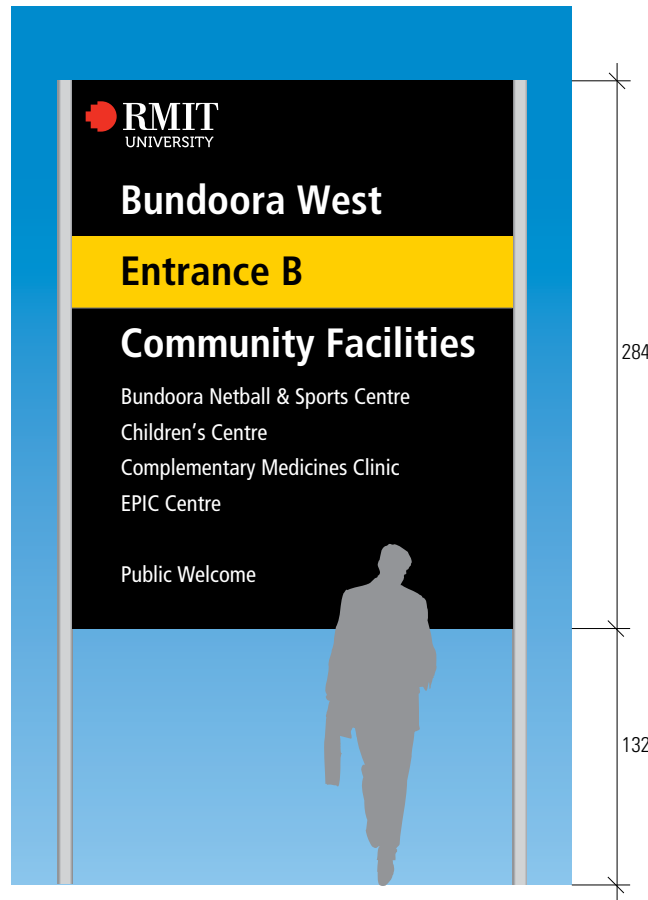 RMIT
UNIVERSITY
Bundoora West
Entrance B
Community Facilities
Bundoora Netball & Sports Centre
Children's Centre
Complementary Medicines Clinic
EPIC Centre
Public Welcome
284
132